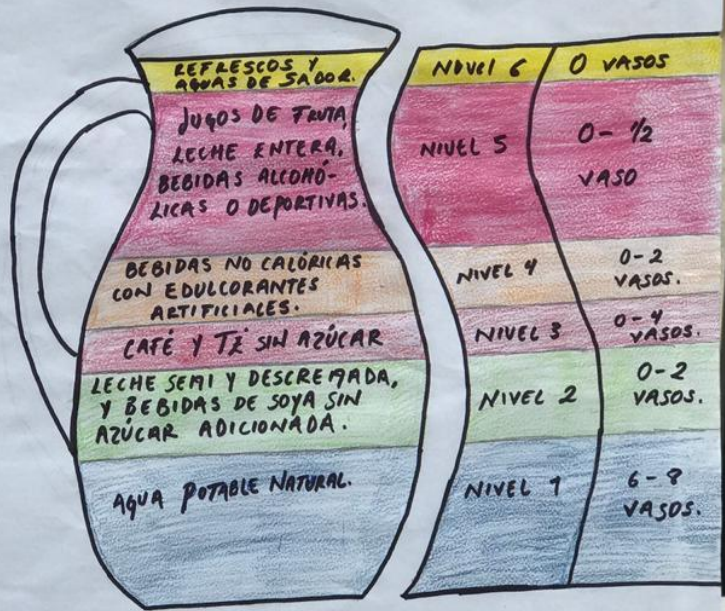 REFRESCOS Y
AGUAS DE SABOR.
NIVEL 6
0 VASOS
JUGOS DE FRUTA,
LECHE ENTERA,
BEBIDAS ALCOHÓ-
LICAS O DEPORTIVAS.
NIVEL 5
0 - 1/2
VASO
BEBIDAS NO CALÓRICAS
CON EDULCORANTES
ARTIFICIALES.
NIVEL 4
0-2
VASOS.
CAFÉ Y TÉ SIN AZÚCAR
NIVEL 3
0-4
VASOS.
LECHE SEMI Y DESCREMADA,
Y BEBIDAS DE SOYA SIN
AZÚCAR ADICIONADA.
NIVEL 2
0-2
VASOS.
AGUA POTABLE NATURAL.
NIVEL 1
6-8
VASOS.